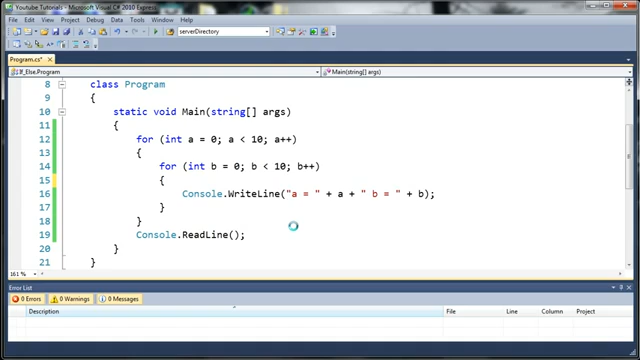 Youtube Tutorials - Microsoft Visual C# 2010 Express
File Edit View Project Debug Data Tools Window Help
serverDirectory
Program.cs*
If_Else.Program Main(string[] args)
8 class Program
9 {
10 static void Main(string[] args)
11 {
12 for (int a = 0; a < 10; a++)
13 {
14 for (int b = 0; b < 10; b++)
15 {
16 Console.WriteLine("a = " + a + " b = " + b);
17 }
18 }
19 Console.ReadLine();
20 }
21 }
161 %
Error List
0 Errors 0 Warnings 0 Messages
Description File Line Column Project